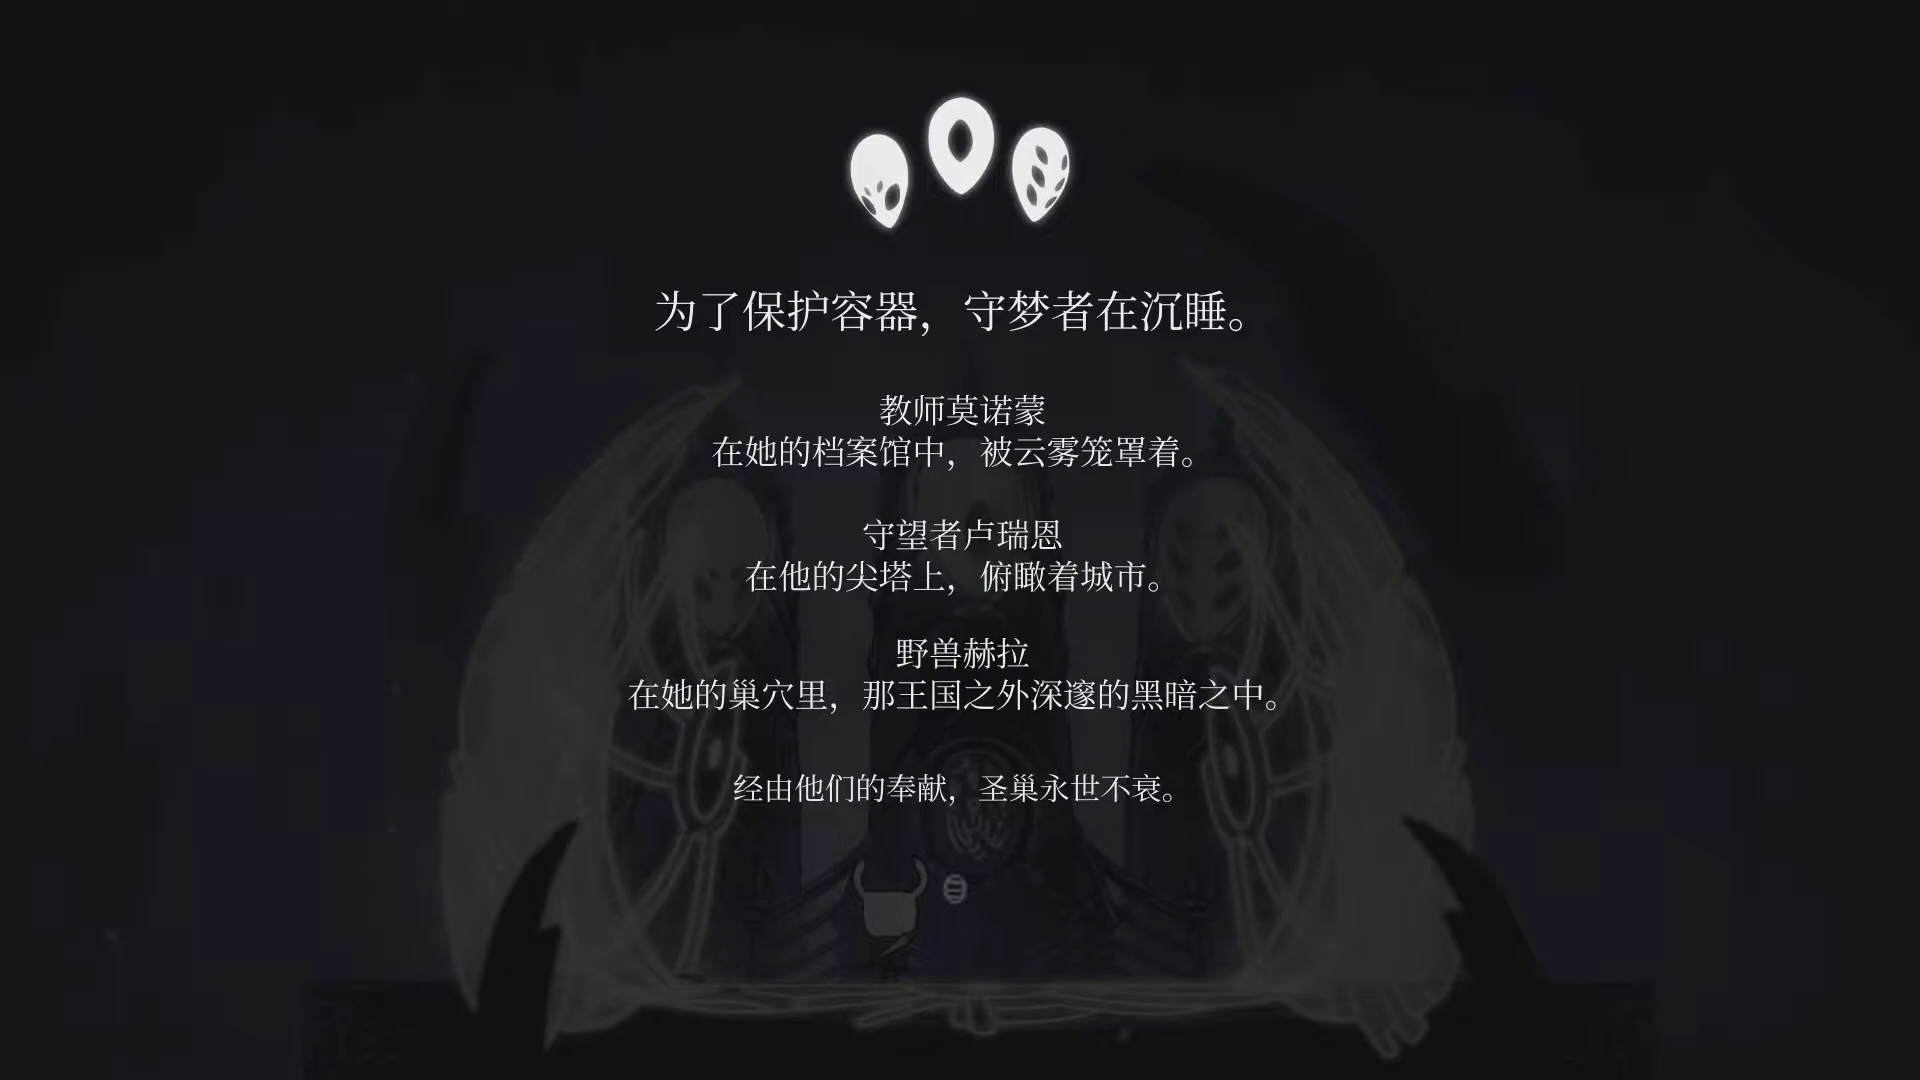 为了保护容器，守梦者在沉睡。
教师莫诺蒙
在她的档案馆中，被云雾笼罩着。
守望者卢瑞恩
在他的尖塔上，俯瞰着城市。
野兽赫拉
在她的巢穴里，那王国之外深邃的黑暗之中。
经由他们的奉献，圣巢永世不衰。